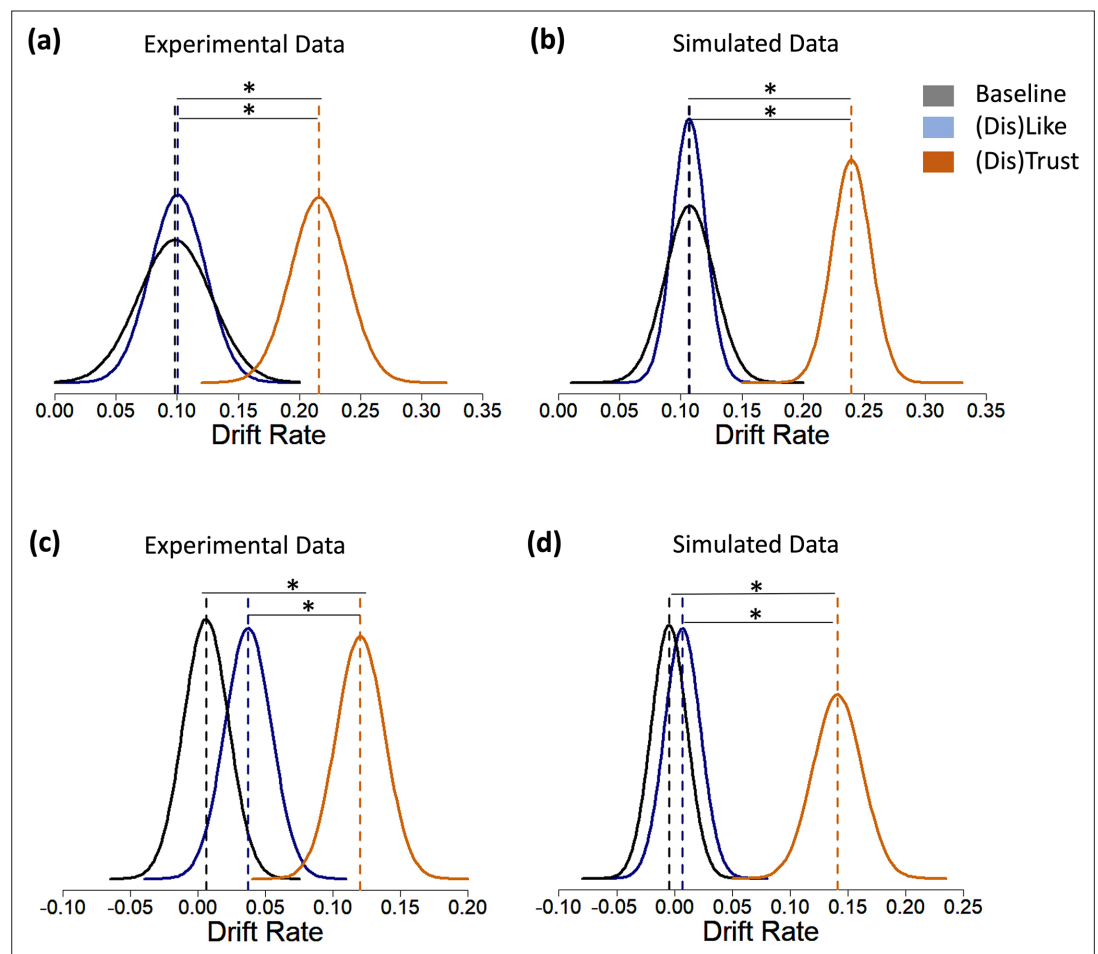 (a)
Experimental Data
(b)
Simulated Data
*
*
*
*
Baseline
(Dis)Like
(Dis)Trust
0.00 0.05 0.10 0.15 0.20 0.25 0.30 0.35
Drift Rate
0.00 0.05 0.10 0.15 0.20 0.25 0.30 0.35
Drift Rate
(c)
Experimental Data
(d)
Simulated Data
*
*
*
*
-0.10 -0.05 0.00 0.05 0.10 0.15 0.20
Drift Rate
-0.10 -0.05 0.00 0.05 0.10 0.15 0.20 0.25
Drift Rate